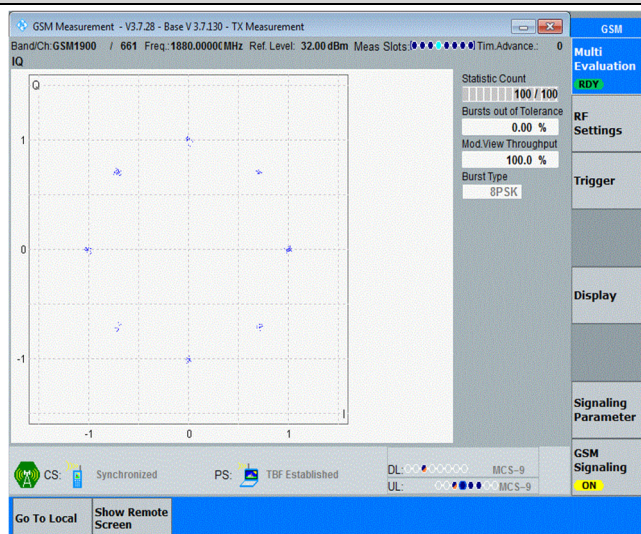 GSM Measurement - V3.7.28 - Base V 3.7.130 - TX Measurement
GSM
Band/Ch: GSM1900 / 661 Freq.: 1880.00000 MHz Ref. Level: 32.00 dBm Meas Slots: Tim.Advance.: 0
IQ
Multi
Evaluation
RDY
Q
Statistic Count
100 / 100
Bursts out of Tolerance
0.00 %
Mod.View Throughput
100.0 %
Burst Type
8PSK
1
0
-1
I
-1 0 1
RF
Settings
Trigger
Display
Signaling
Parameter
GSM
Signaling
ON
CS: Synchronized PS: TBF Established
DL: MCS-9
UL: MCS-9
Go To Local
Show Remote
Screen